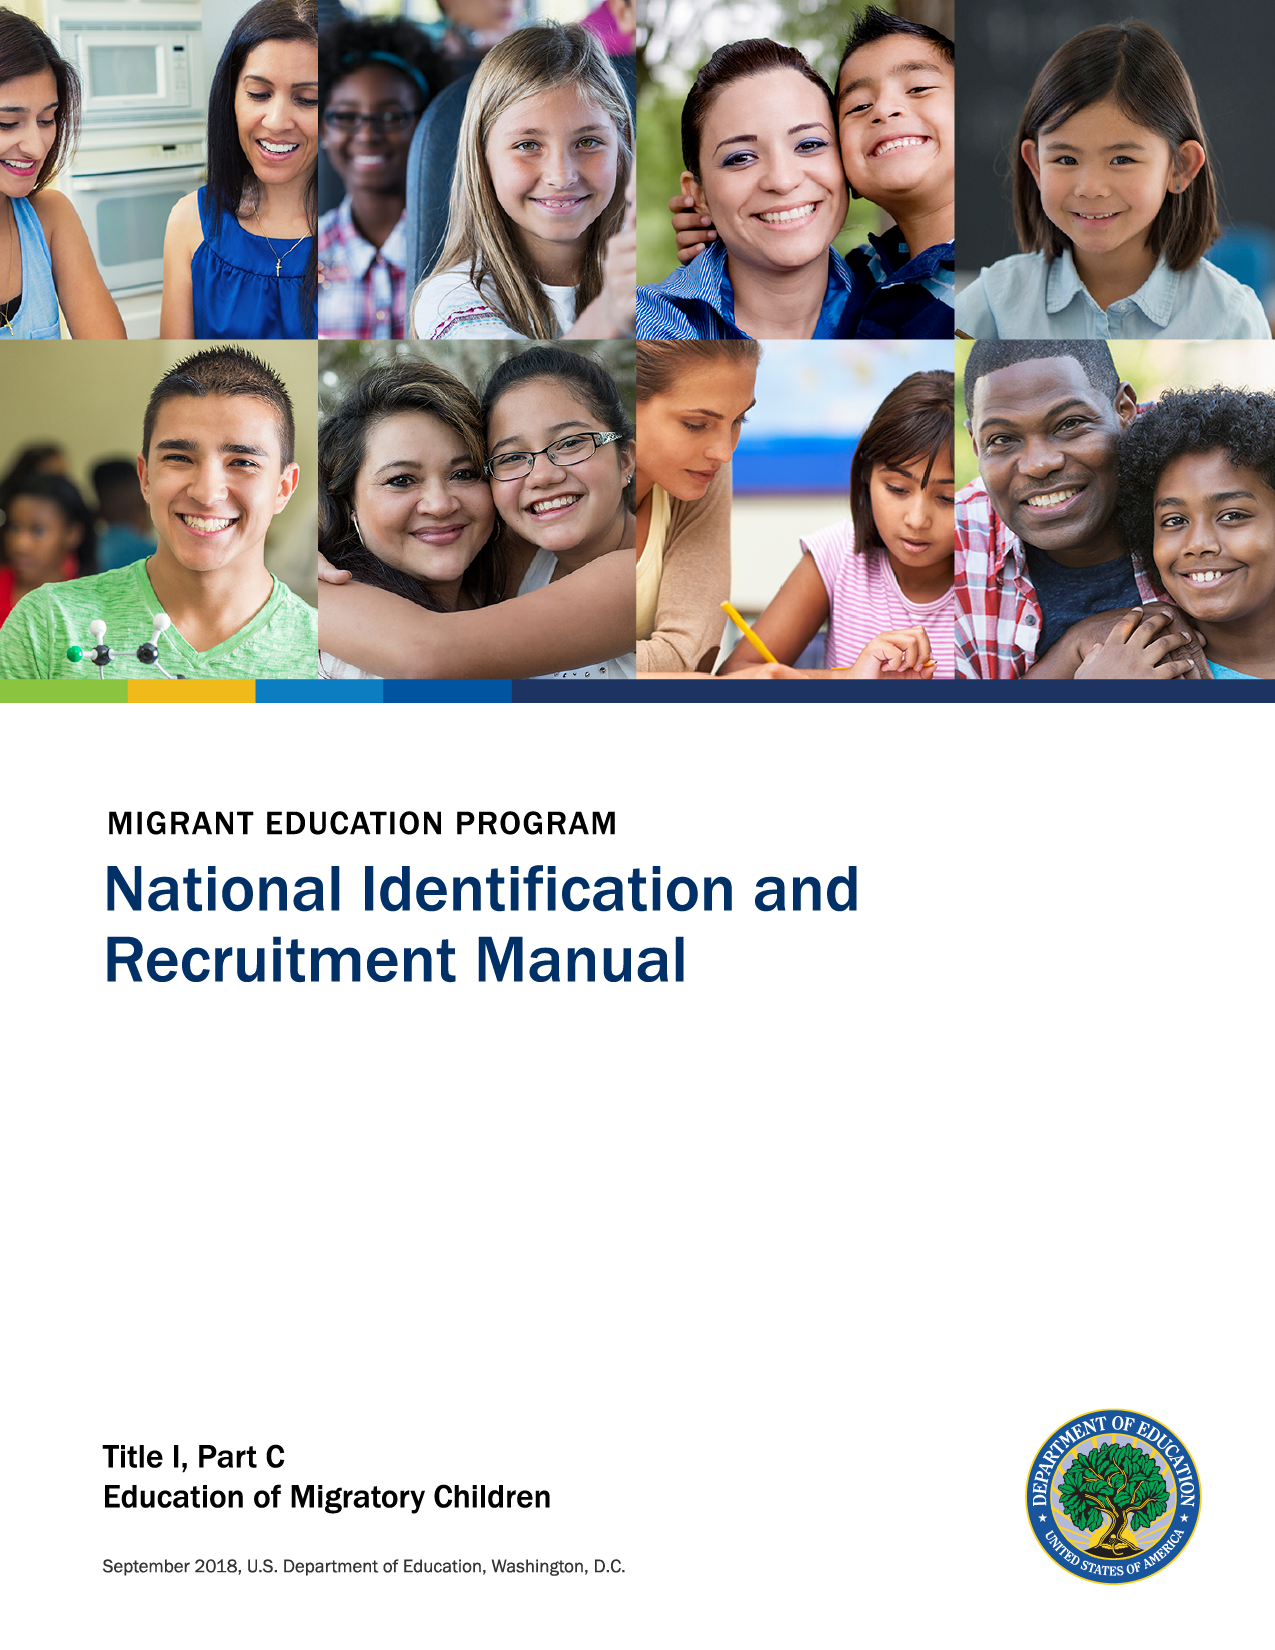 MIGRANT EDUCATION PROGRAM
National Identification and
Recruitment Manual
Title I, Part C
Education of Migratory Children
September 2018, U.S. Department of Education, Washington, D.C.
DEPARTMENT OF EDUCATION
UNITED STATES OF AMERICA